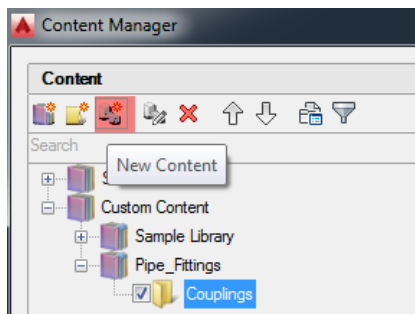 Content Manager
Content
Search
New Content
S
Custom Content
Sample Library
Pipe_Fittings
Couplings